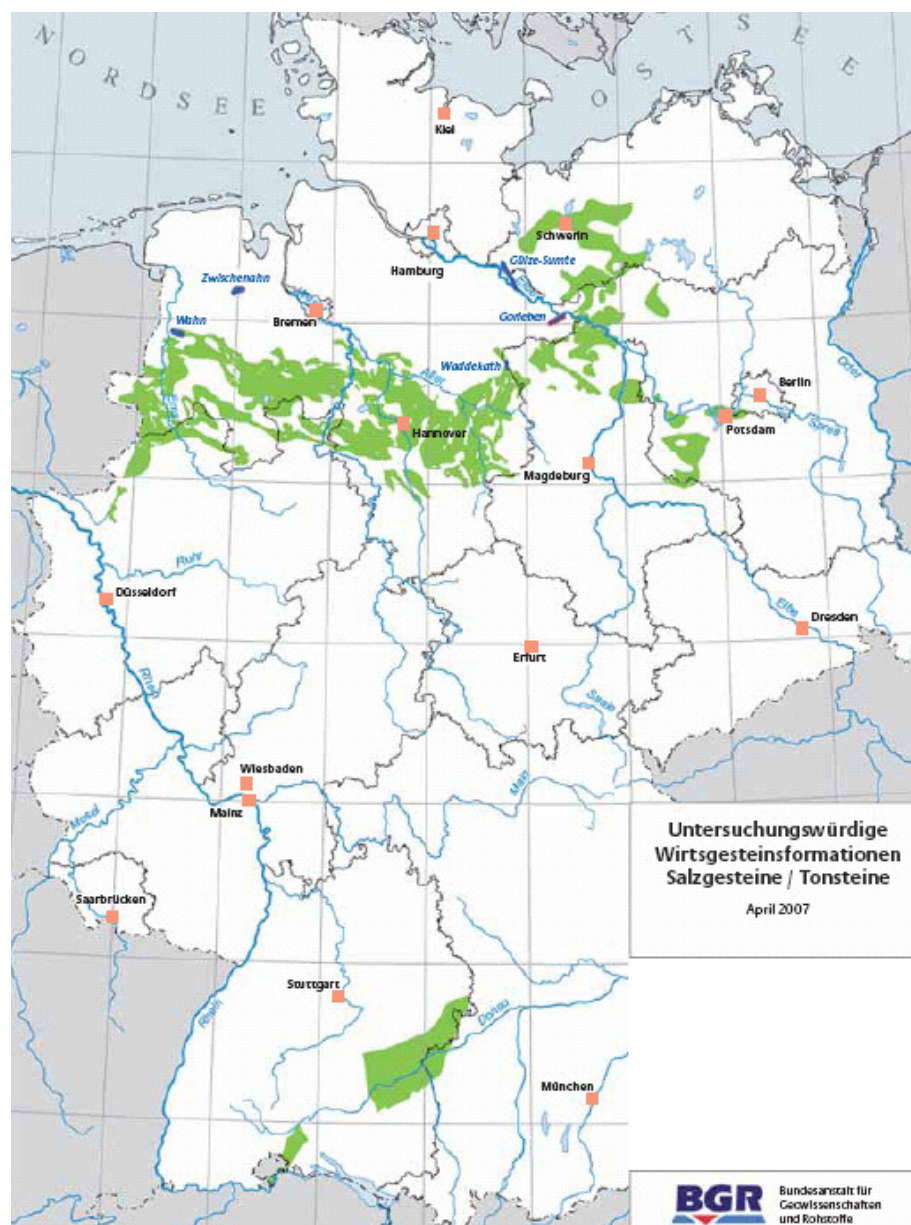 NORDSEE
OSTSEE
Kiel
Schwerin
Hamburg
Gülze-Sumte
Elbe
Zwischenahn
Bremen
Gorleben
Wahn
Waddekath
Aller
Berlin
Oder
Ems
Hannover
Potsdam
Spree
Magdeburg
Ruhr
Düsseldorf
Elbe
Dresden
Erfurt
Rhein
Saale
Wiesbaden
Main
Mainz
Mosel
Untersuchungswürdige
Wirtsgesteinsformationen
Salzgesteine / Tonsteine
April 2007
Saarbrücken
Stuttgart
Rhein
Donau
München
BGR
Bundesanstalt für
Geowissenschaften
und Rohstoffe